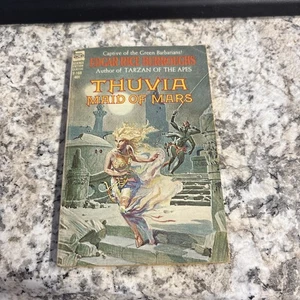 Captive of the Green Barbarians!
EDGAR RICE BURROUGHS
Author of TARZAN OF THE APES
THUVIA
MAID OF MARS